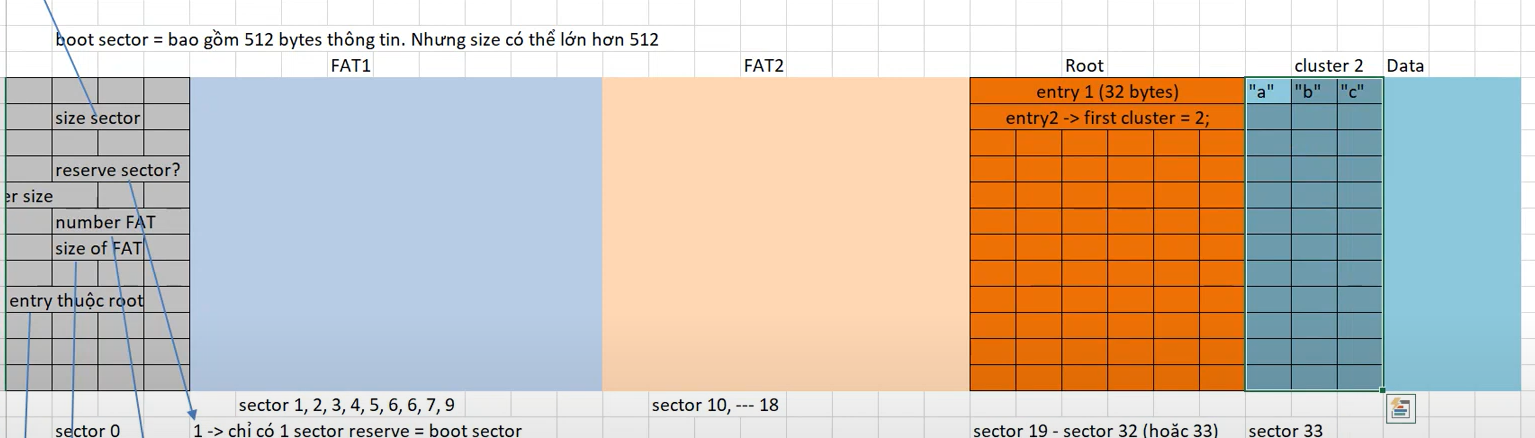 boot sector = bao gồm 512 bytes thông tin. Nhưng size có thể lớn hơn 512
FAT1 FAT2 Root cluster 2 Data
entry 1 (32 bytes) "a" "b" "c"
size sector entry2 -> first cluster = 2;
reserve sector?
er size
number FAT
size of FAT
entry thuộc root
sector 1, 2, 3, 4, 5, 6, 6, 7, 9 sector 10, --- 18
sector 0 1 -> chỉ có 1 sector reserve = boot sector sector 19 - sector 32 (hoặc 33) sector 33